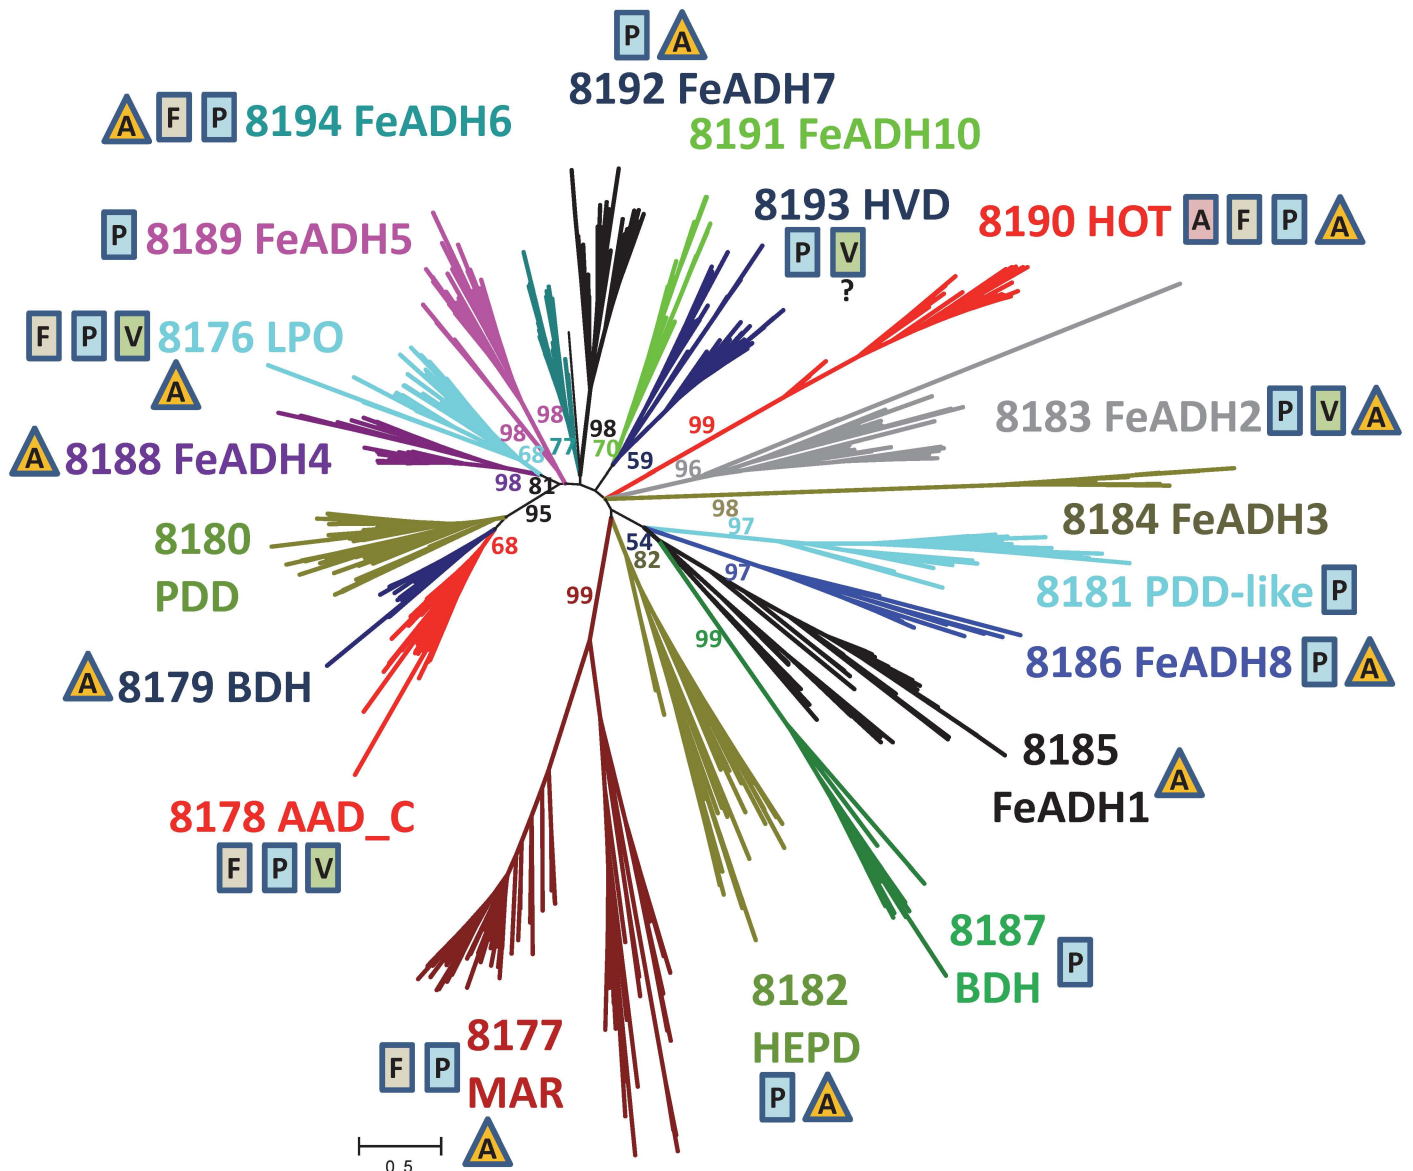 P A
8192 FeADH7
A F P 8194 FeADH6
8191 FeADH10
8193 HVD
P V
?
8190 HOT A F P A
P 8189 FeADH5
F P V 8176 LPO
A
8183 FeADH2 P V A
A 8188 FeADH4
98
98
68
77
98
70
59
99
96
98
81
95
68
98
97
54
82
97
99
99
8184 FeADH3
8180
PDD
8181 PDD-like P
8186 FeADH8 P A
A 8179 BDH
8185
FeADH1 A
8178 AAD_C
F P V
8187
BDH P
8182
HEPD
P A
F P 8177
MAR
A
0.5